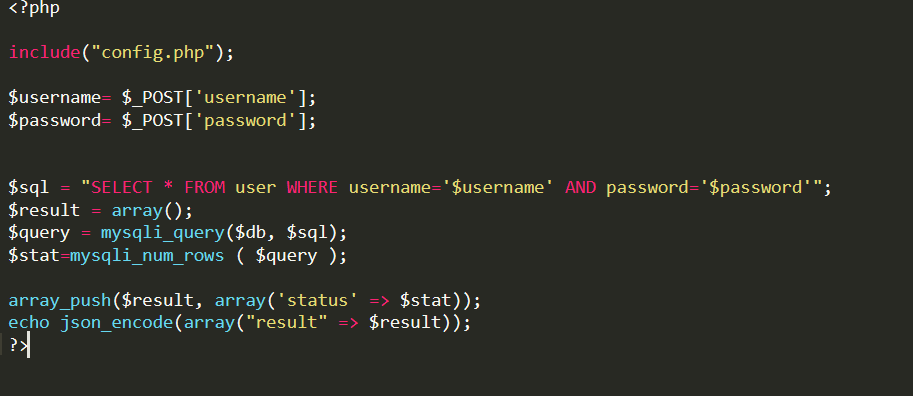 <?php
include("config.php");
$username= $_POST['username'];
$password= $_POST['password'];
$sql = "SELECT * FROM user WHERE username='$username' AND password='$password'";
$result = array();
$query = mysqli_query($db, $sql);
$stat=mysqli_num_rows ( $query );
array_push($result, array('status' => $stat));
echo json_encode(array("result" => $result));
?>